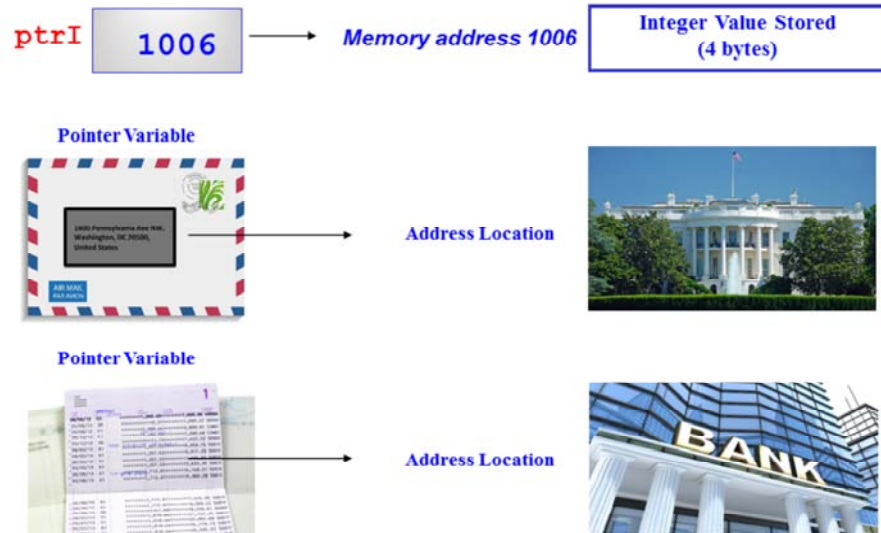 ptrI 1006 Memory address 1006 Integer Value Stored
(4 bytes)
Pointer Variable
1600 Pennsylvania Ave NW,
Washington, DC 20500,
United States
AIR MAIL
PAR AVION
Address Location
Pointer Variable
1
Address Location
BANK